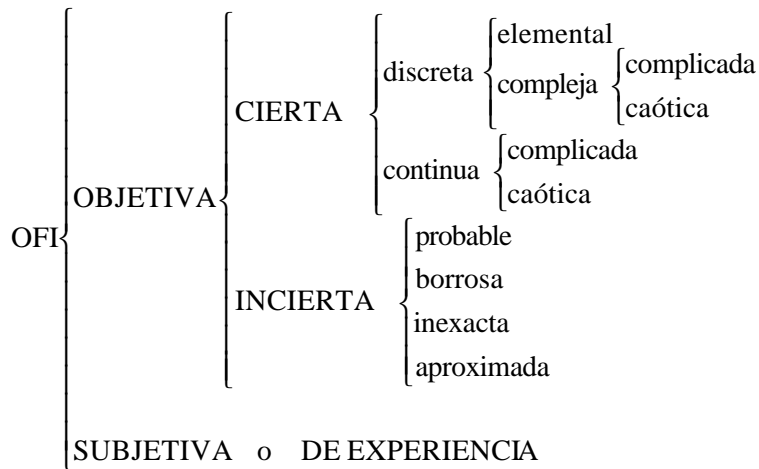 elemental
discreta
compleja
complicada
caótica
CIERTA
continua
complicada
caótica
OBJETIVA
OFI
probable
borrosa
INCIERTA
inexacta
aproximada
SUBJETIVA o DE EXPERIENCIA